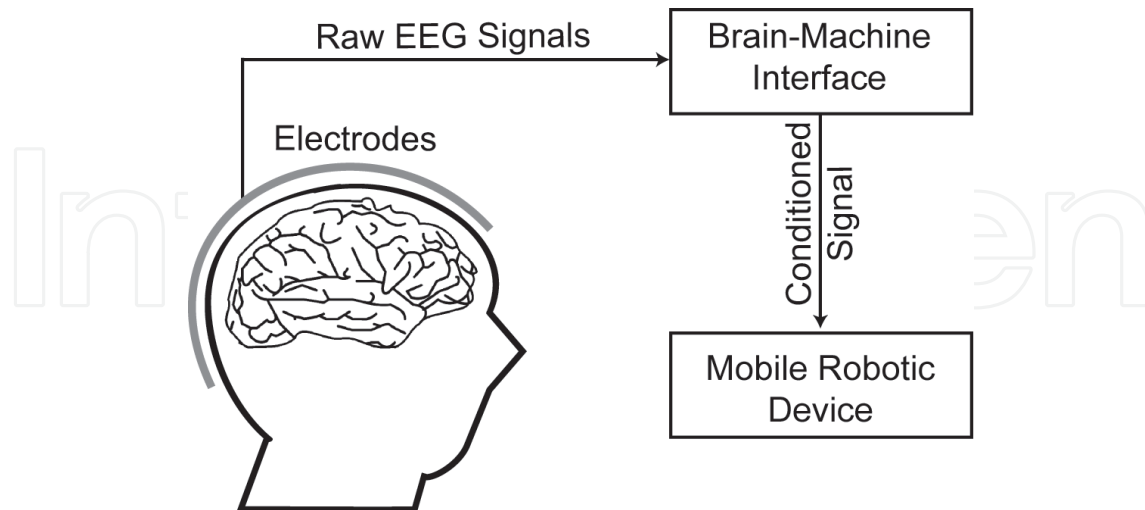 Raw EEG Signals
Brain-Machine
Interface
Electrodes
Conditioned
Signal
Mobile Robotic
Device